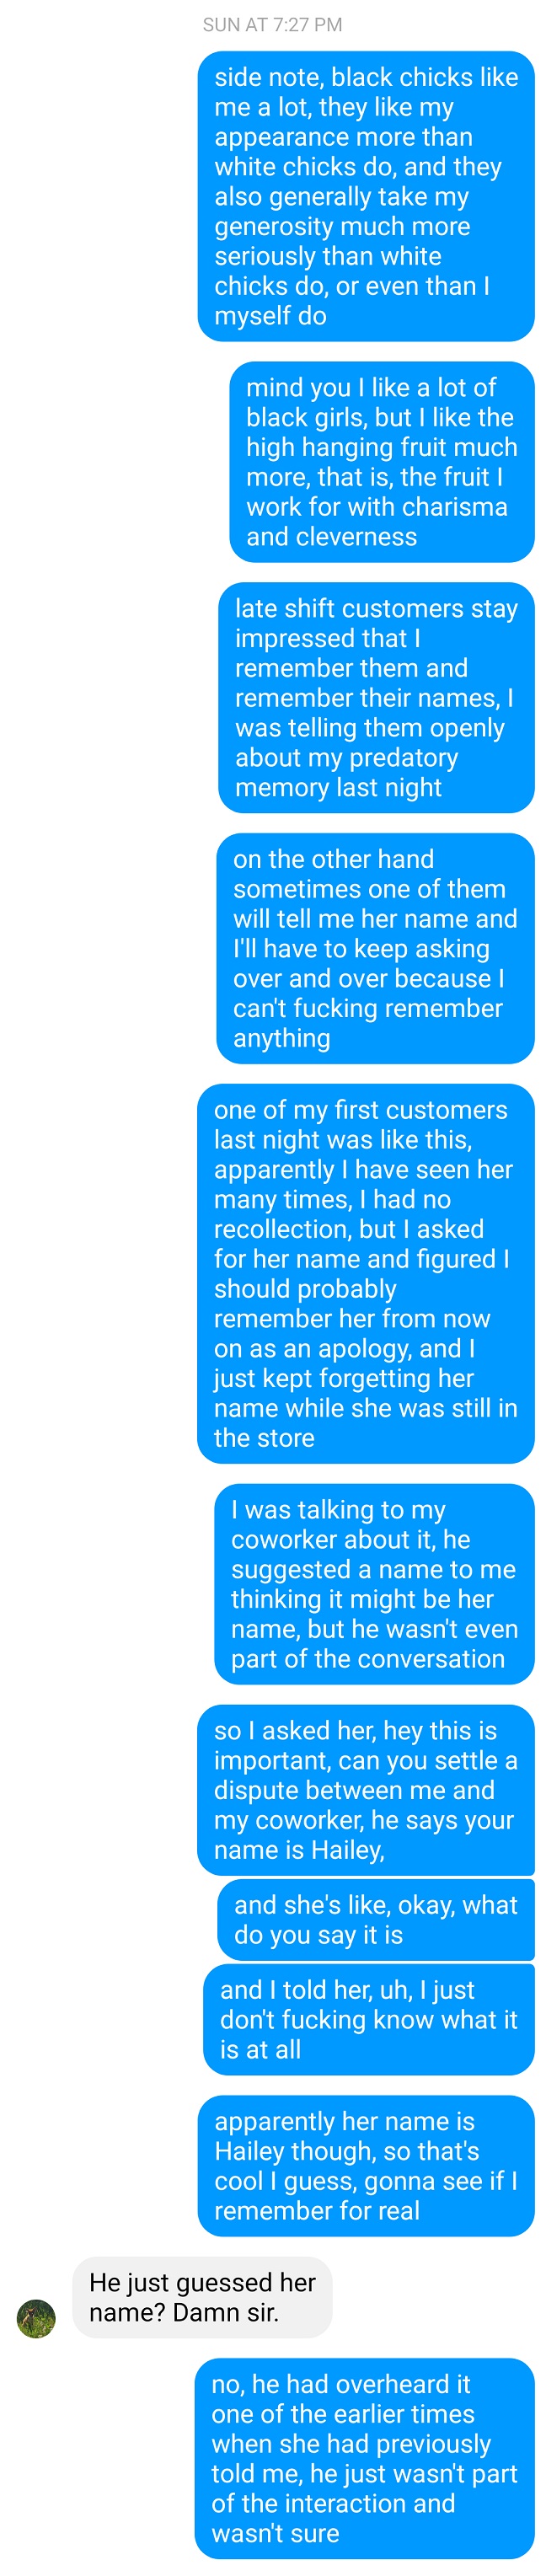 SUN AT 7:27 PM
side note, black chicks like
me a lot, they like my
appearance more than
white chicks do, and they
also generally take my
generosity much more
seriously than white
chicks do, or even than I
myself do
mind you I like a lot of
black girls, but I like the
high hanging fruit much
more, that is, the fruit I
work for with charisma
and cleverness
late shift customers stay
impressed that I
remember them and
remember their names, I
was telling them openly
about my predatory
memory last night
on the other hand
sometimes one of them
will tell me her name and
I'll have to keep asking
over and over because I
can't fucking remember
anything
one of my first customers
last night was like this,
apparently I have seen her
many times, I had no
recollection, but I asked
for her name and figured I
should probably
remember her from now
on as an apology, and I
just kept forgetting her
name while she was still in
the store
I was talking to my
coworker about it, he
suggested a name to me
thinking it might be her
name, but he wasn't even
part of the conversation
so I asked her, hey this is
important, can you settle a
dispute between me and
my coworker, he says your
name is Hailey,
and she's like, okay, what
do you say it is
and I told her, uh, I just
don't fucking know what it
is at all
apparently her name is
Hailey though, so that's
cool I guess, gonna see if I
remember for real
He just guessed her
name? Damn sir.
no, he had overheard it
one of the earlier times
when she had previously
told me, he just wasn't part
of the interaction and
wasn't sure